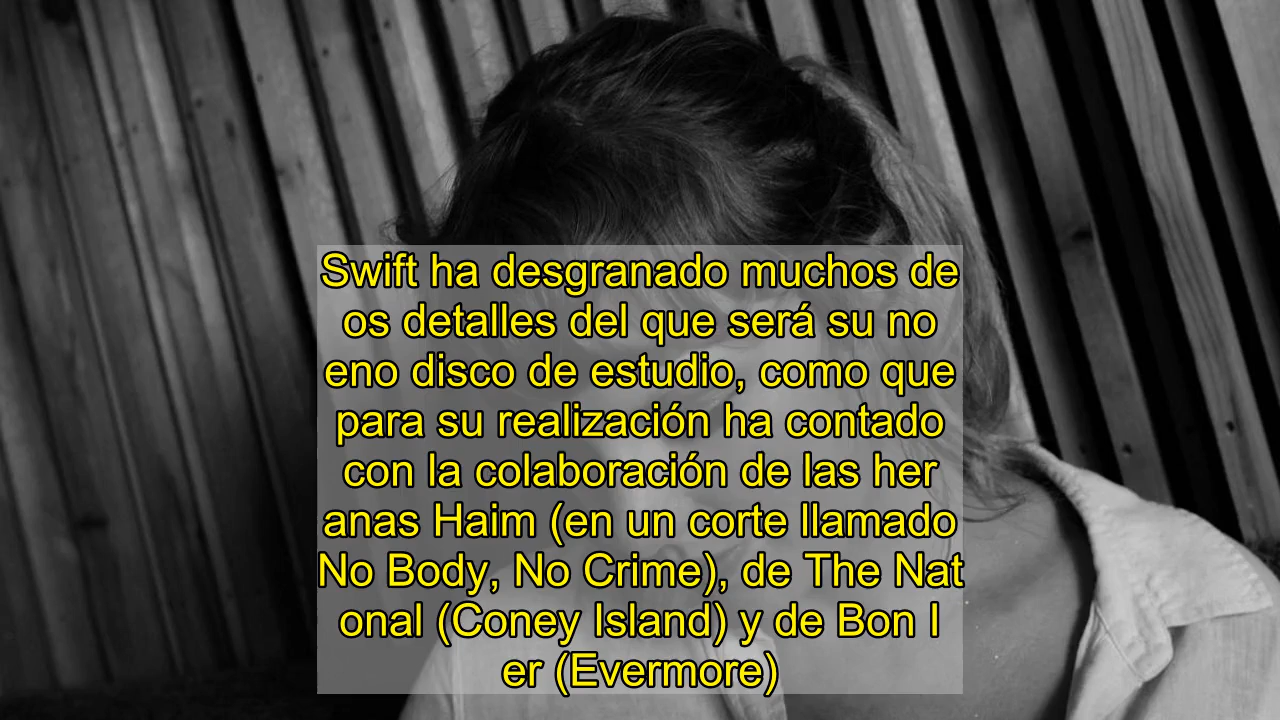 Swift ha desgranado muchos de
os detalles del que será su no
eno disco de estudio, como que
para su realización ha contado
con la colaboración de las her
anas Haim (en un corte llamado
No Body, No Crime), de The Nat
onal (Coney Island) y de Bon I
er (Evermore)